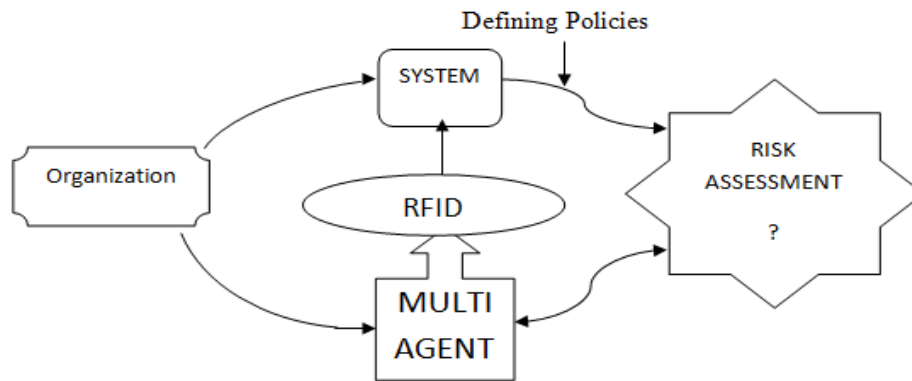 Defining Policies
SYSTEM
Organization
RISK
ASSESSMENT
?
RFID
MULTI
AGENT